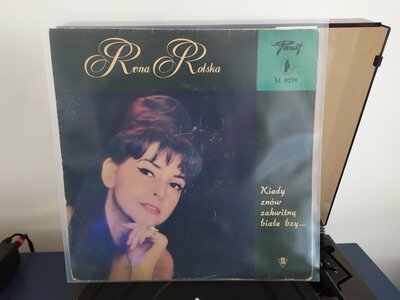 Rena Rolska
Pronit
XL 0279
Kiedy
znów
zakwitną
białe bzy...